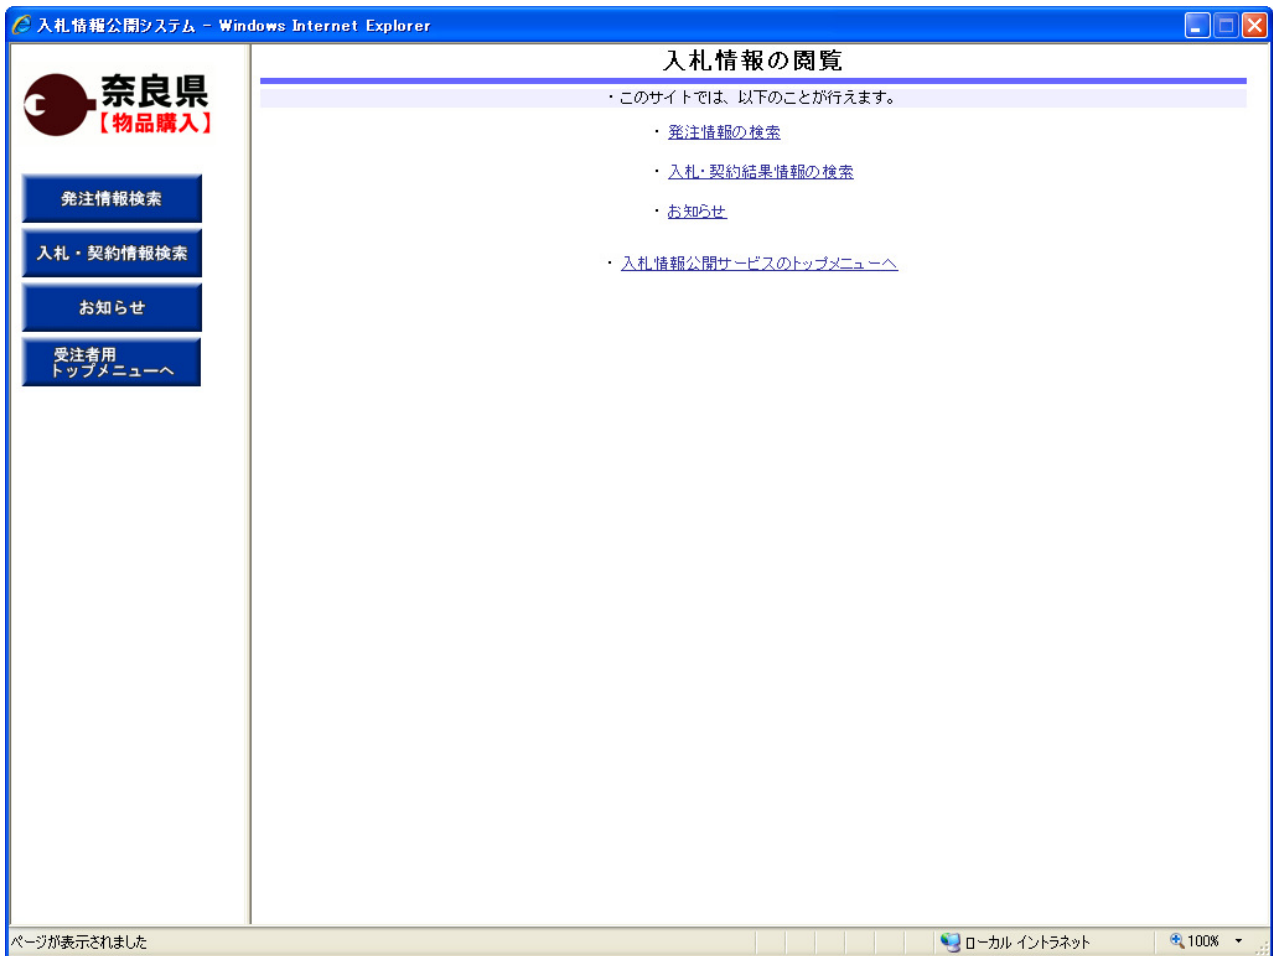 入札情報公開システム - Windows Internet Explorer
奈良県
【物品購入】
発注情報検索
入札・契約情報検索
お知らせ
受注者用
トップメニューへ
入札情報の閲覧
・このサイトでは、以下のことが行えます。
・ 発注情報の検索
・ 入札・契約結果情報の検索
・ お知らせ
・ 入札情報公開サービスのトップメニューへ
ページが表示されました
ローカル イントラネット
100%